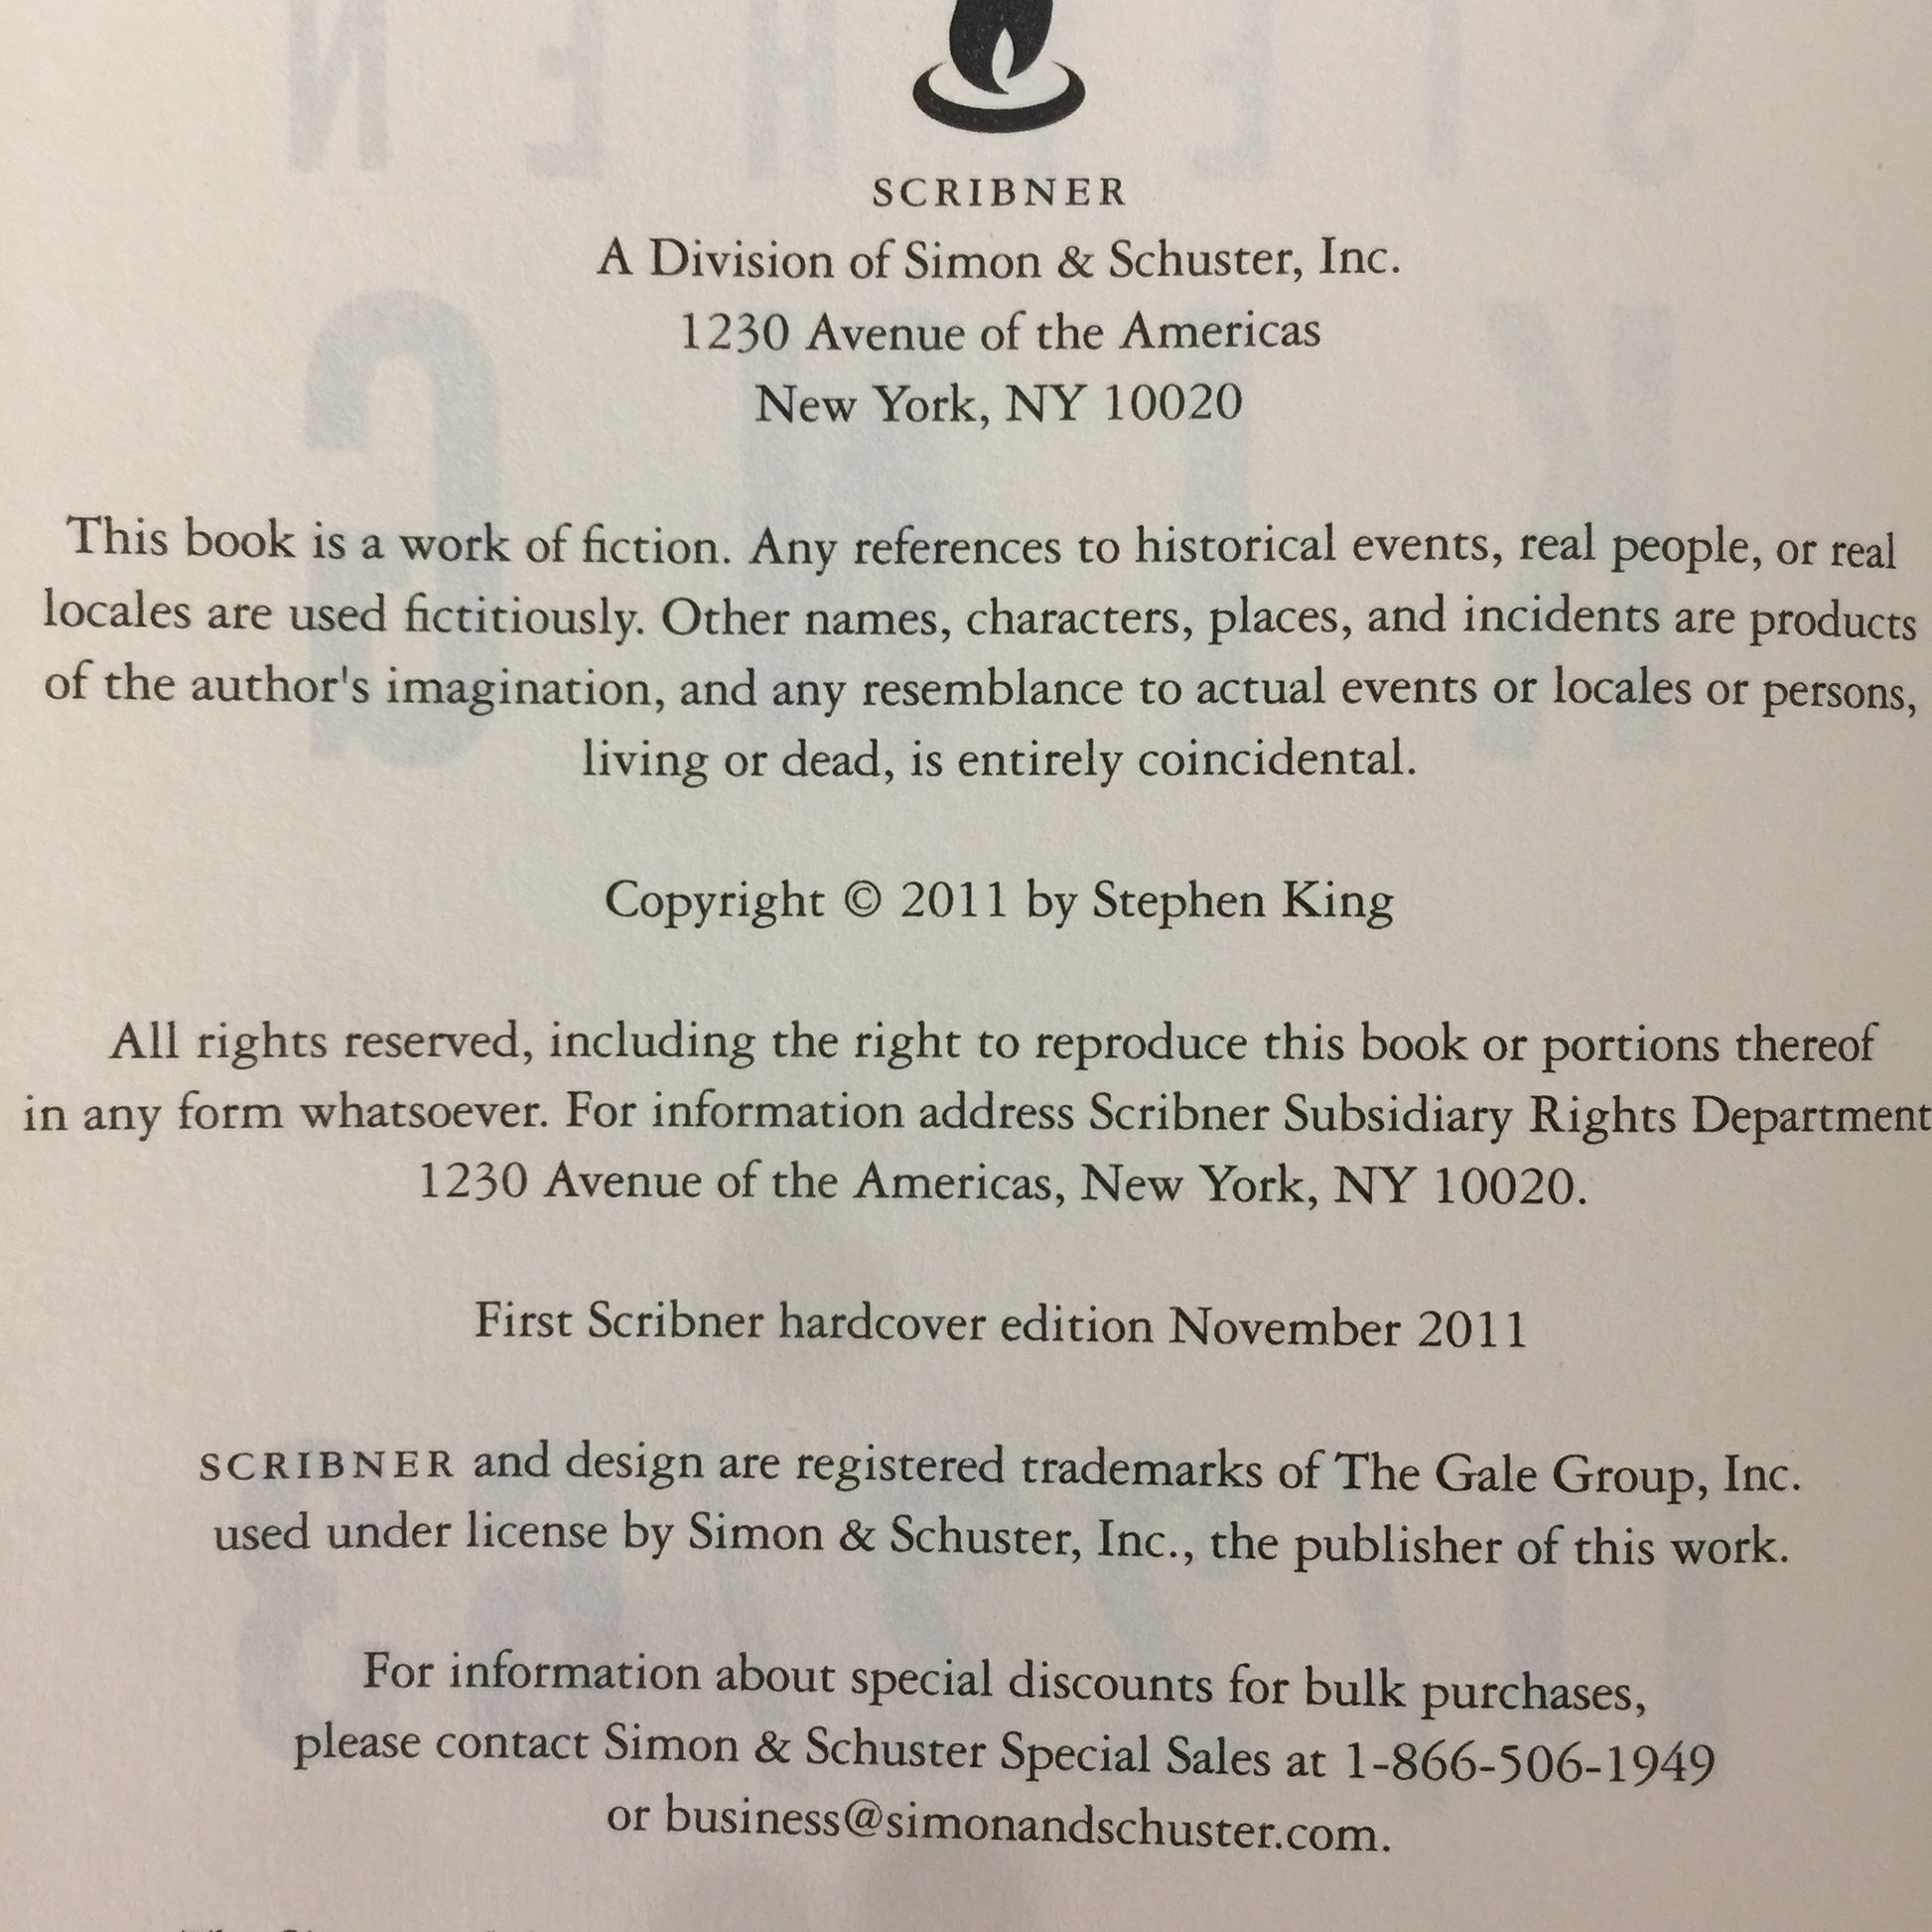 SCRIBNER
A Division of Simon & Schuster, Inc.
1230 Avenue of the Americas
New York, NY 10020
This book is a work of fiction. Any references to historical events, real people, or real
locales are used fictitiously. Other names, characters, places, and incidents are products
of the author's imagination, and any resemblance to actual events or locales or persons,
living or dead, is entirely coincidental.
Copyright © 2011 by Stephen King
All rights reserved, including the right to reproduce this book or portions thereof
in any form whatsoever. For information address Scribner Subsidiary Rights Department
1230 Avenue of the Americas, New York, NY 10020.
First Scribner hardcover edition November 2011
SCRIBNER and design are registered trademarks of The Gale Group, Inc.
used under license by Simon & Schuster, Inc., the publisher of this work.
For information about special discounts for bulk purchases,
please contact Simon & Schuster Special Sales at 1-866-506-1949
or business@simonandschuster.com.